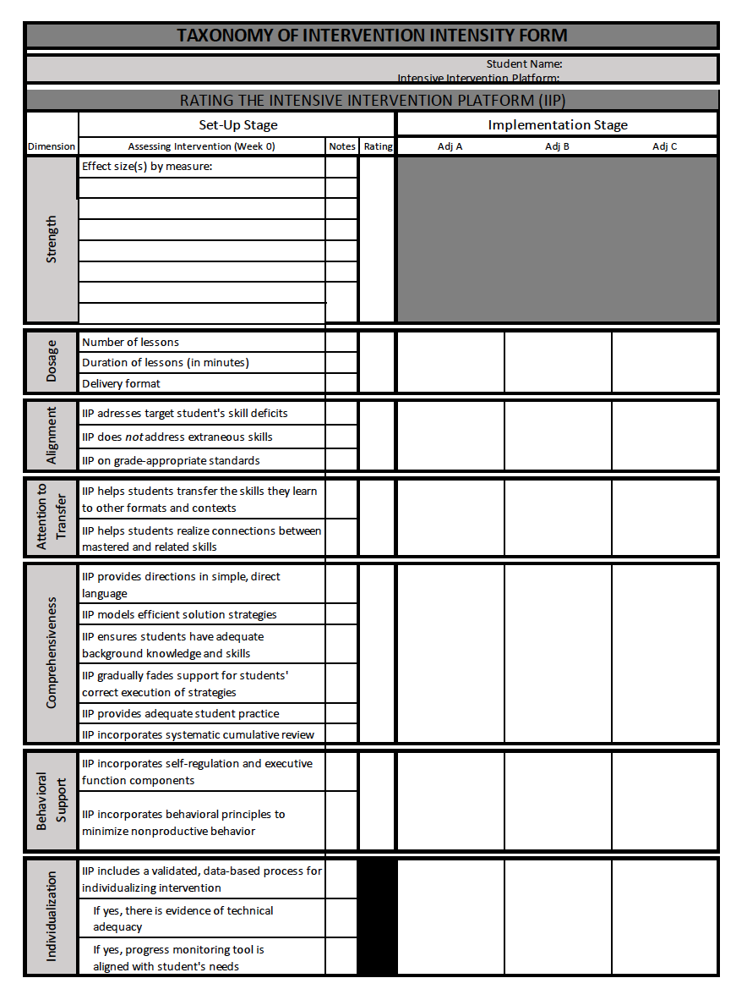 TAXONOMY OF INTERVENTION INTENSITY FORM
Student Name:
Intensive Intervention Platform:
RATING THE INTENSIVE INTERVENTION PLATFORM (IIP)
Set-Up Stage
Implementation Stage
Dimension
Assessing Intervention (Week 0)
Notes
Rating
Adj A
Adj B
Adj C
Strength
Effect size(s) by measure:
Dosage
Number of lessons
Duration of lessons (in minutes)
Delivery format
Alignment
IIP adresses target student's skill deficits
IIP does not address extraneous skills
IIP on grade-appropriate standards
Attention to
Transfer
IIP helps students transfer the skills they learn
to other formats and contexts
IIP helps students realize connections between
mastered and related skills
Comprehensiveness
IIP provides directions in simple, direct
language
IIP models efficient solution strategies
IIP ensures students have adequate
background knowledge and skills
IIP gradually fades support for students'
correct execution of strategies
IIP provides adequate student practice
IIP incorporates systematic cumulative review
Behavioral
Support
IIP incorporates self-regulation and executive
function components
IIP incorporates behavioral principles to
minimize nonproductive behavior
Individualization
IIP includes a validated, data-based process for
individualizing intervention
If yes, there is evidence of technical
adequacy
If yes, progress monitoring tool is
aligned with student's needs